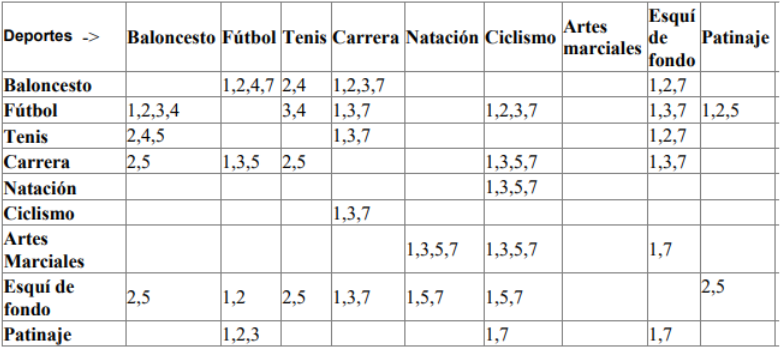 Deportes -> Baloncesto Fútbol Tenis Carrera Natación Ciclismo Artes marciales Esquí de fondo Patinaje
Baloncesto 1,2,4,7 2,4 1,2,3,7 1,2,7
Fútbol 1,2,3,4 3,4 1,3,7 1,2,3,7 1,3,7 1,2,5
Tenis 2,4,5 1,3,7 1,2,7
Carrera 2,5 1,3,5 2,5 1,3,5,7 1,3,7
Natación 1,3,5,7
Ciclismo 1,3,7
Artes Marciales 1,3,5,7 1,3,5,7 1,7
Esquí de fondo 2,5 1,2 2,5 1,3,7 1,5,7 1,5,7 2,5
Patinaje 1,2,3 1,7 1,7